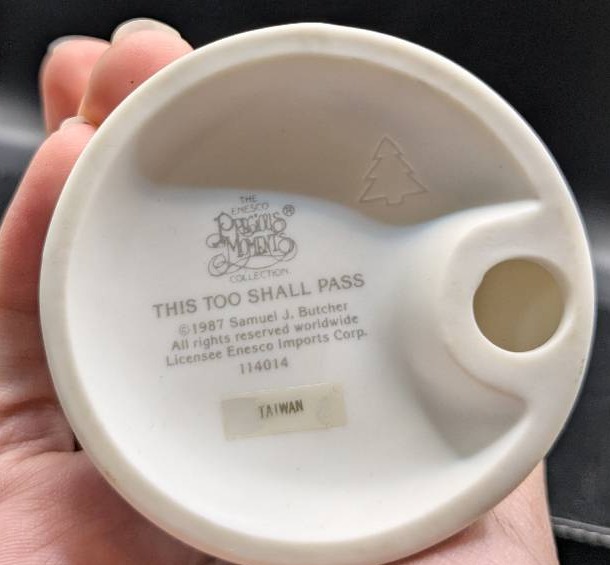 THE
ENESCO
PRECIOUS
MOMENTS®
COLLECTION.
THIS TOO SHALL PASS
©1987 Samuel J. Butcher
All rights reserved worldwide
Licensee Enesco Imports Corp.
114014
TAIWAN